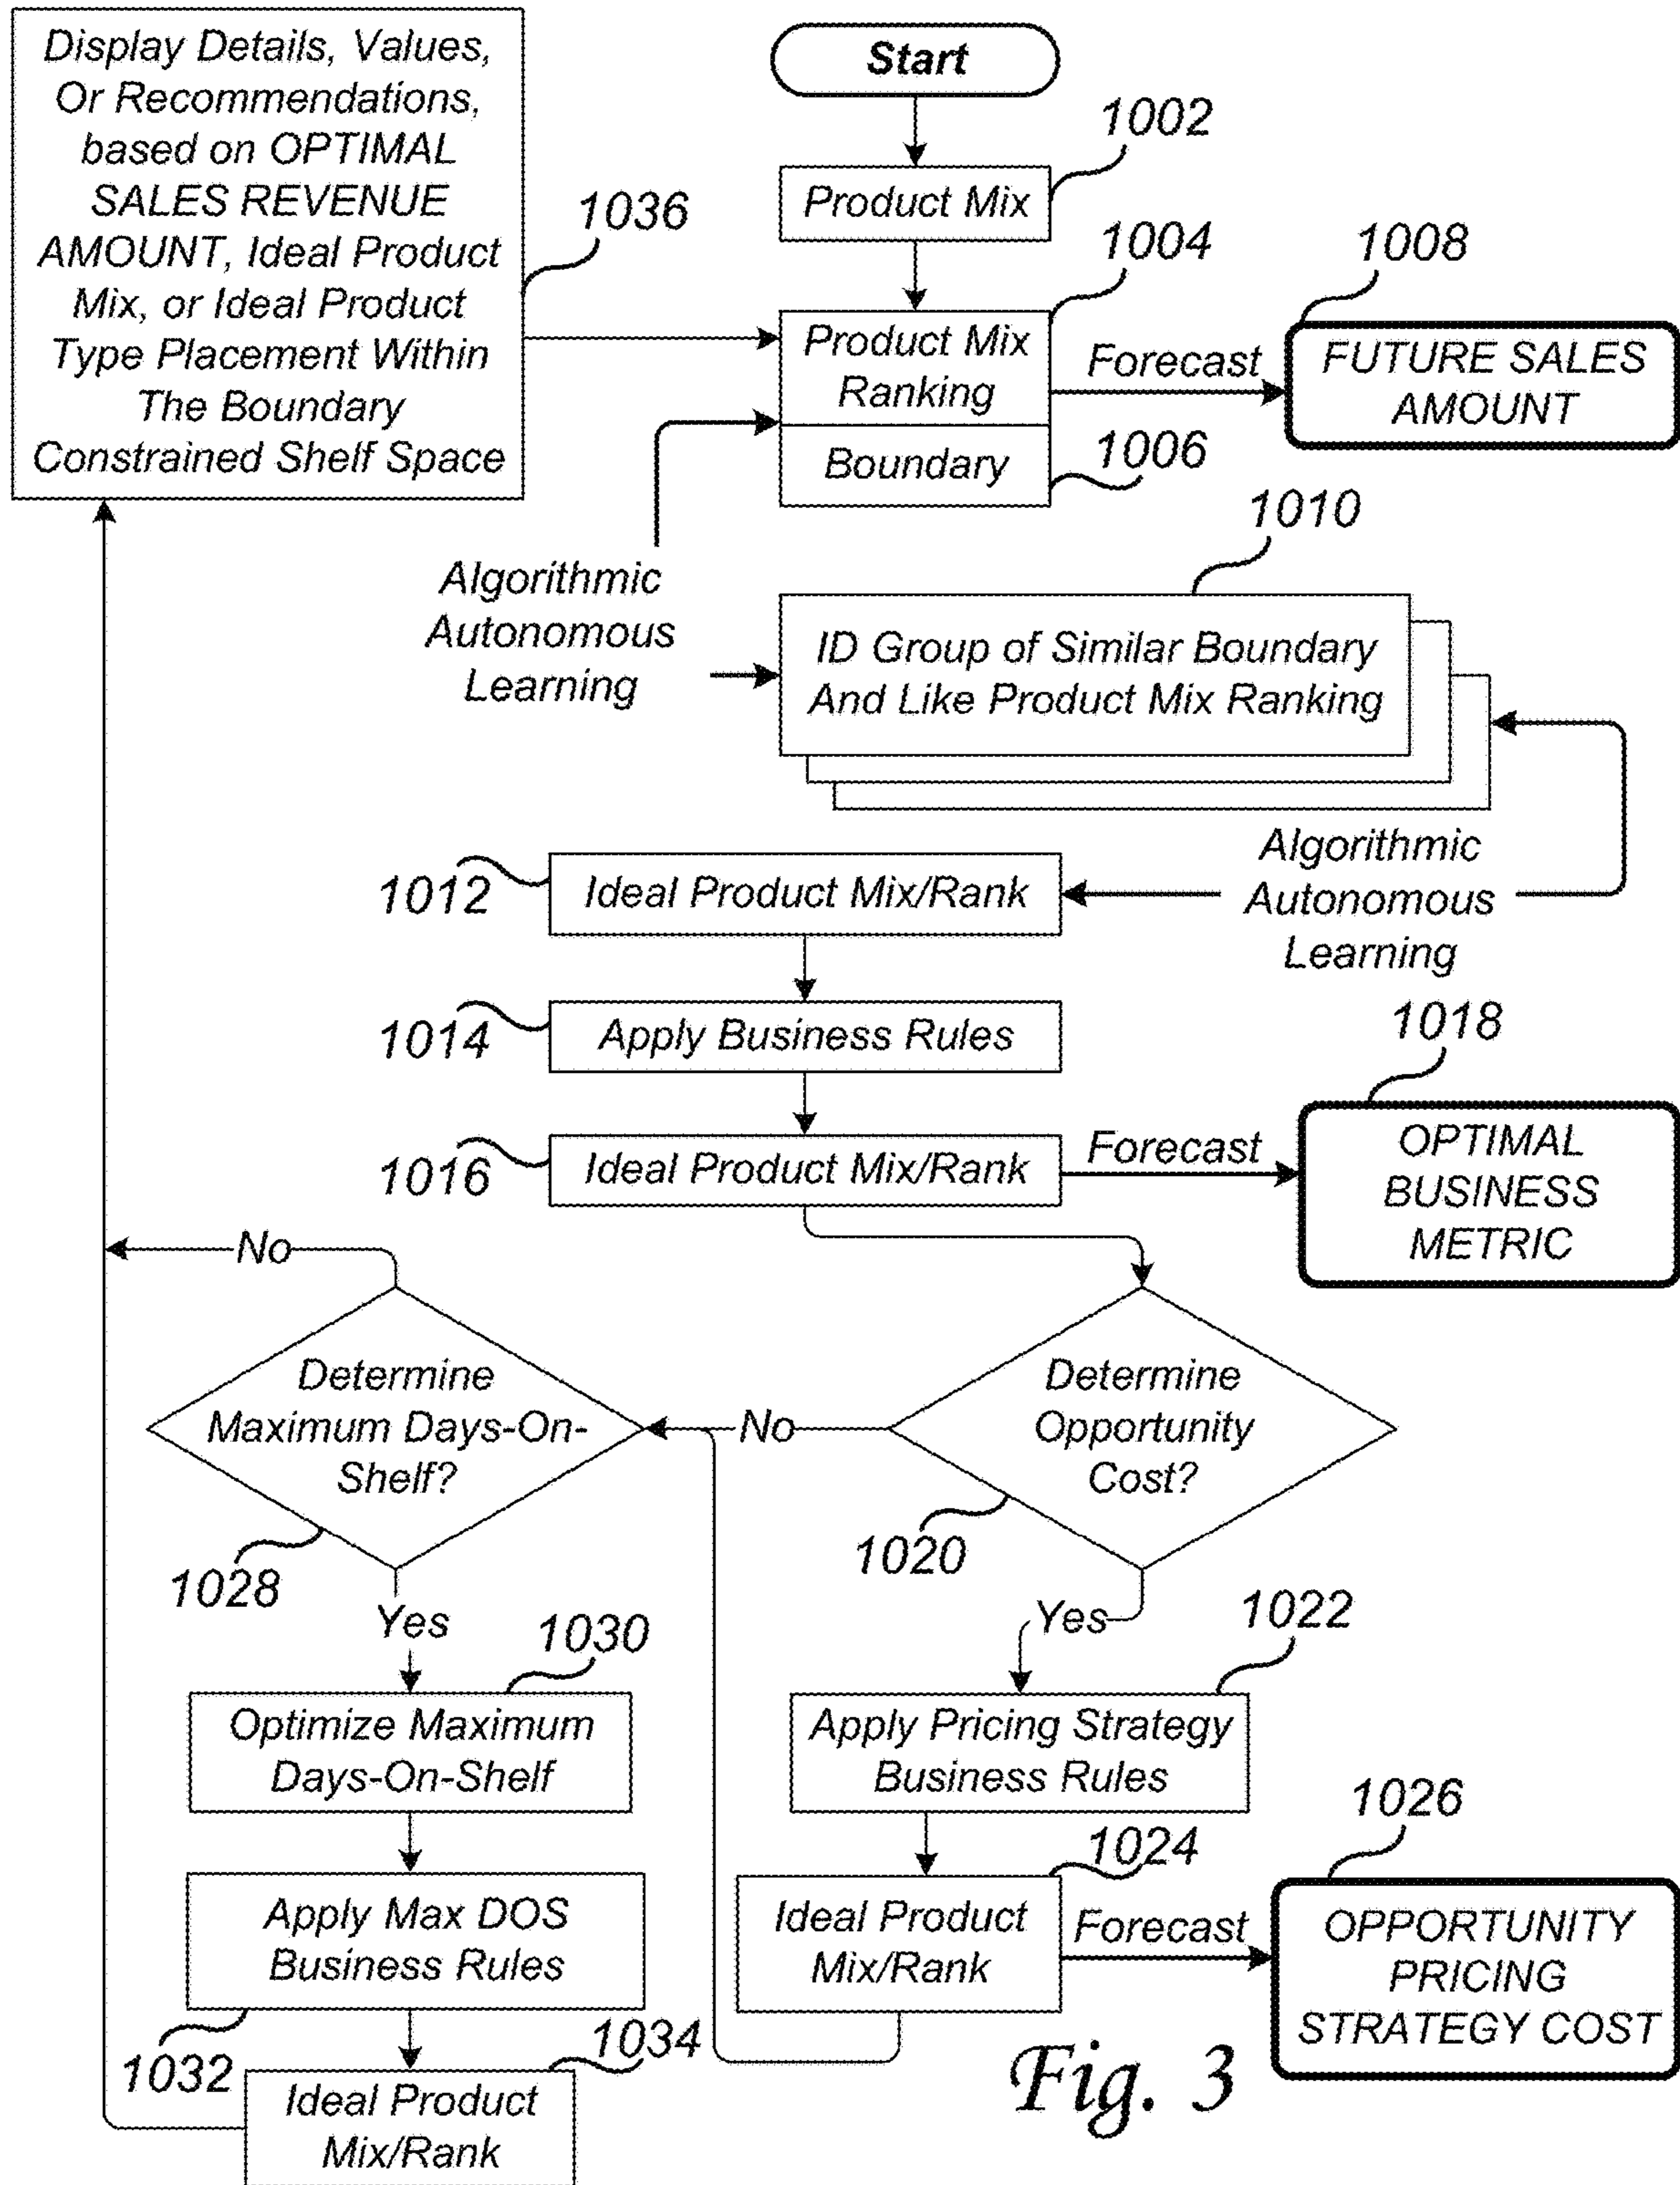 Display Details, Values,
Or Recommendations,
based on OPTIMAL
SALES REVENUE
AMOUNT, Ideal Product
Mix, or Ideal Product
Type Placement Within
The Boundary
Constrained Shelf Space
1036
Start
1002
Product Mix
1004
Product Mix
Ranking
Forecast
1008
FUTURE SALES
AMOUNT
Boundary
1006
Algorithmic
Autonomous
Learning
1010
ID Group of Similar Boundary
And Like Product Mix Ranking
Algorithmic
Autonomous
Learning
1012
Ideal Product Mix/Rank
1014
Apply Business Rules
1016
Ideal Product Mix/Rank
Forecast
1018
OPTIMAL
BUSINESS
METRIC
No
Determine
Maximum Days-On-
Shelf?
1028
No
Determine
Opportunity
Cost?
1020
Yes
1030
Optimize Maximum
Days-On-Shelf
Yes
1022
Apply Pricing Strategy
Business Rules
Apply Max DOS
Business Rules
1032
1024
Ideal Product
Mix/Rank
Forecast
1026
OPPORTUNITY
PRICING
STRATEGY COST
1034
Ideal Product
Mix/Rank
Fig. 3